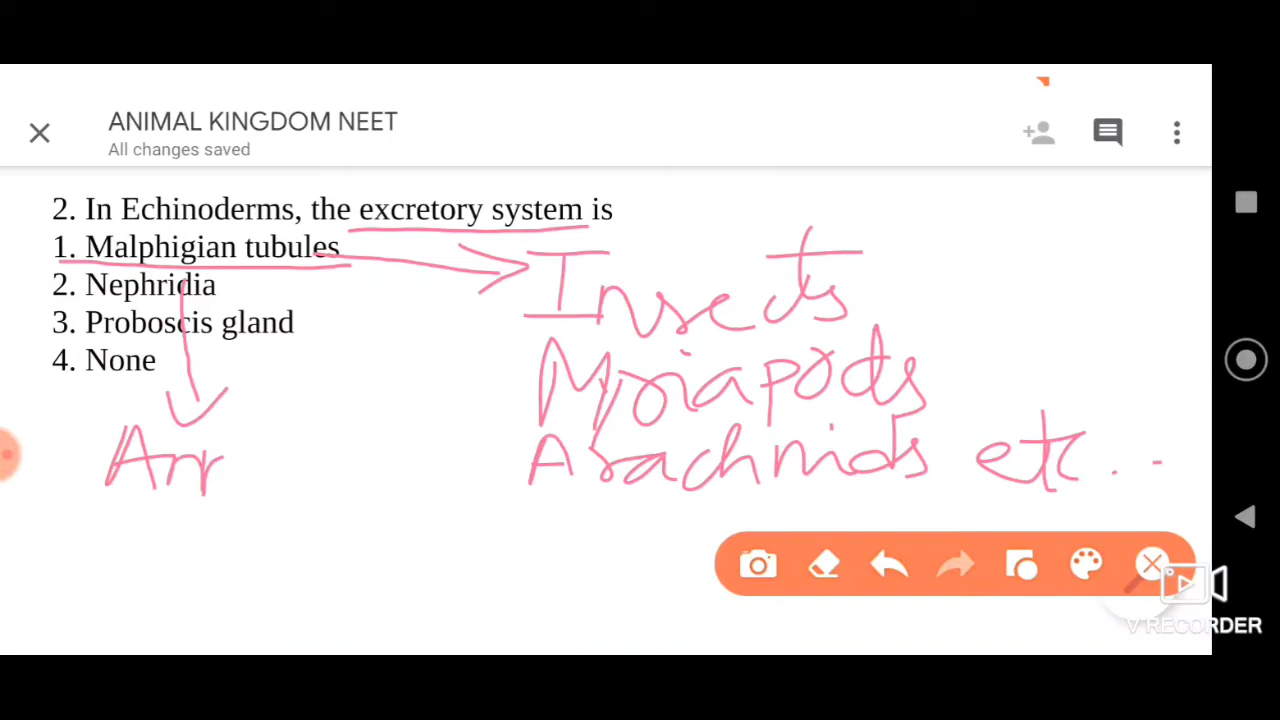 ANIMAL KINGDOM NEET
All changes saved
2. In Echinoderms, the excretory system is
1. Malphigian tubules
2. Nephridia
3. Proboscis gland
4. None
Insects
Myriapods
Arachnids etc...
Arr
V RECORDER